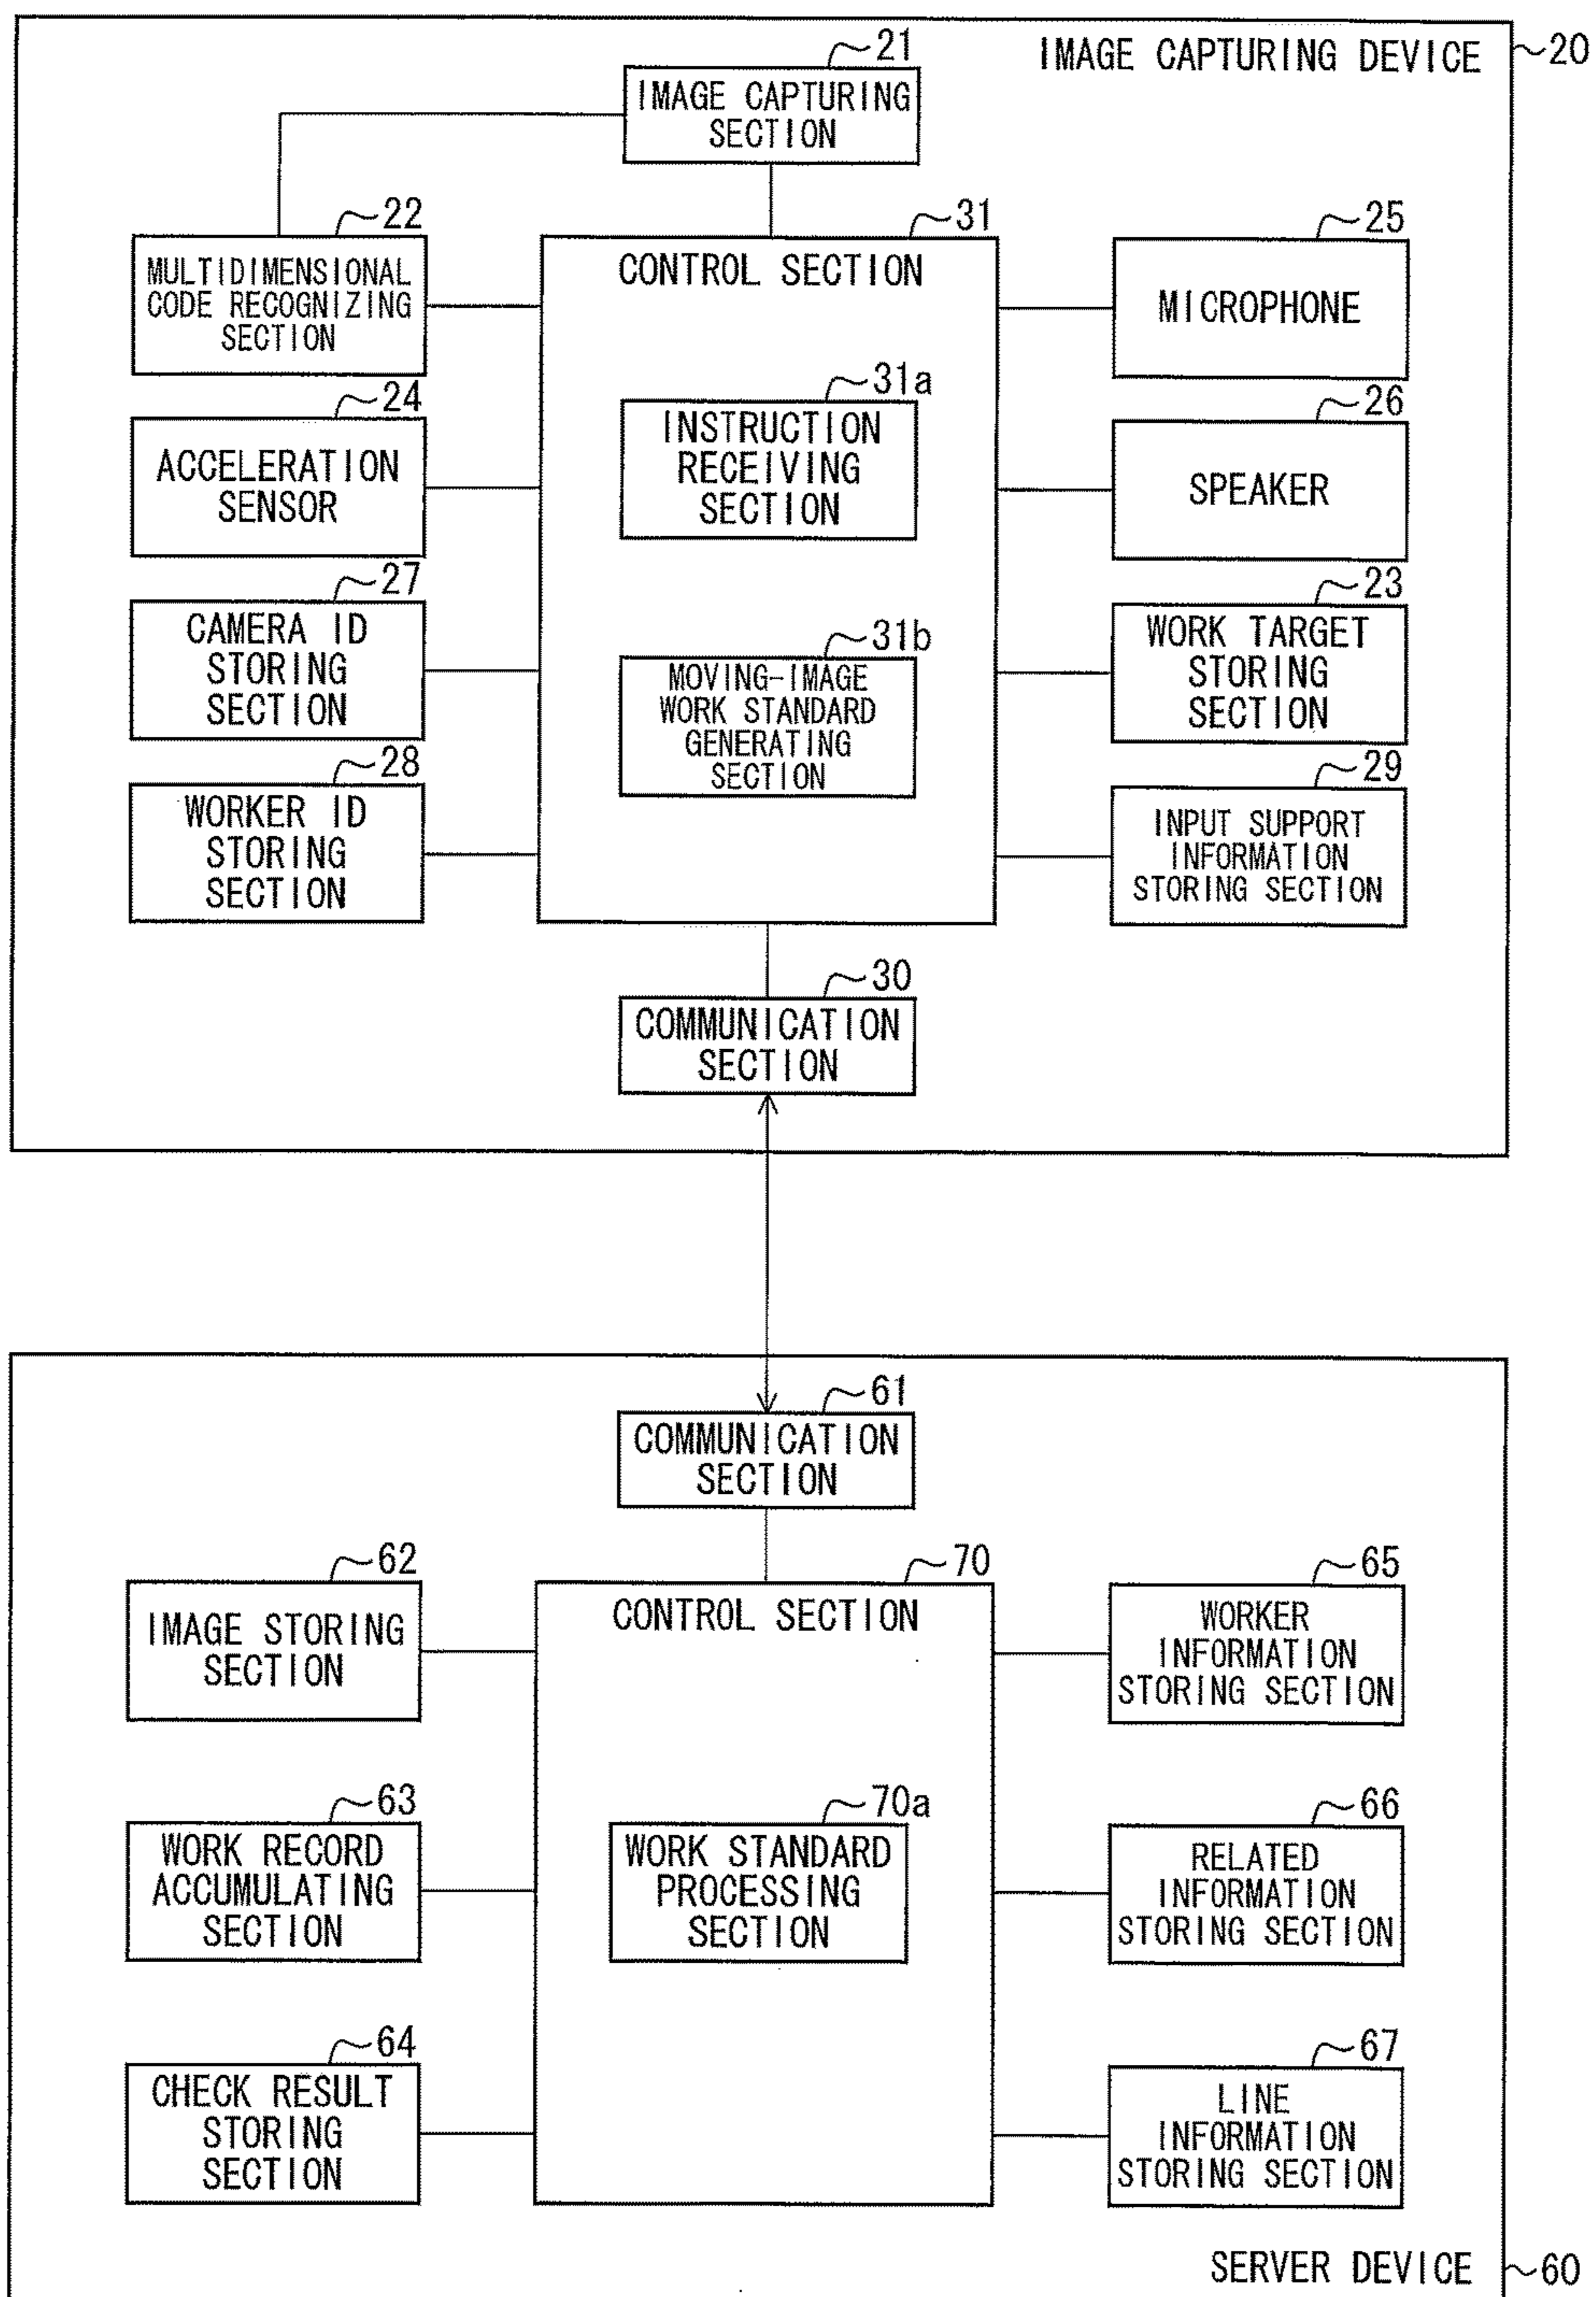 IMAGE CAPTURING DEVICE
20
21
IMAGE CAPTURING
SECTION
22
MULTIDIMENSIONAL
CODE RECOGNIZING
SECTION
24
ACCELERATION
SENSOR
27
CAMERA ID
STORING
SECTION
28
WORKER ID
STORING
SECTION
31
CONTROL SECTION
31a
INSTRUCTION
RECEIVING
SECTION
31b
MOVING-IMAGE
WORK STANDARD
GENERATING
SECTION
25
MICROPHONE
26
SPEAKER
23
WORK TARGET
STORING
SECTION
29
INPUT SUPPORT
INFORMATION
STORING SECTION
30
COMMUNICATION
SECTION
61
COMMUNICATION
SECTION
62
IMAGE STORING
SECTION
63
WORK RECORD
ACCUMULATING
SECTION
64
CHECK RESULT
STORING
SECTION
70
CONTROL SECTION
70a
WORK STANDARD
PROCESSING
SECTION
65
WORKER
INFORMATION
STORING SECTION
66
RELATED
INFORMATION
STORING SECTION
67
LINE
INFORMATION
STORING SECTION
SERVER DEVICE
60